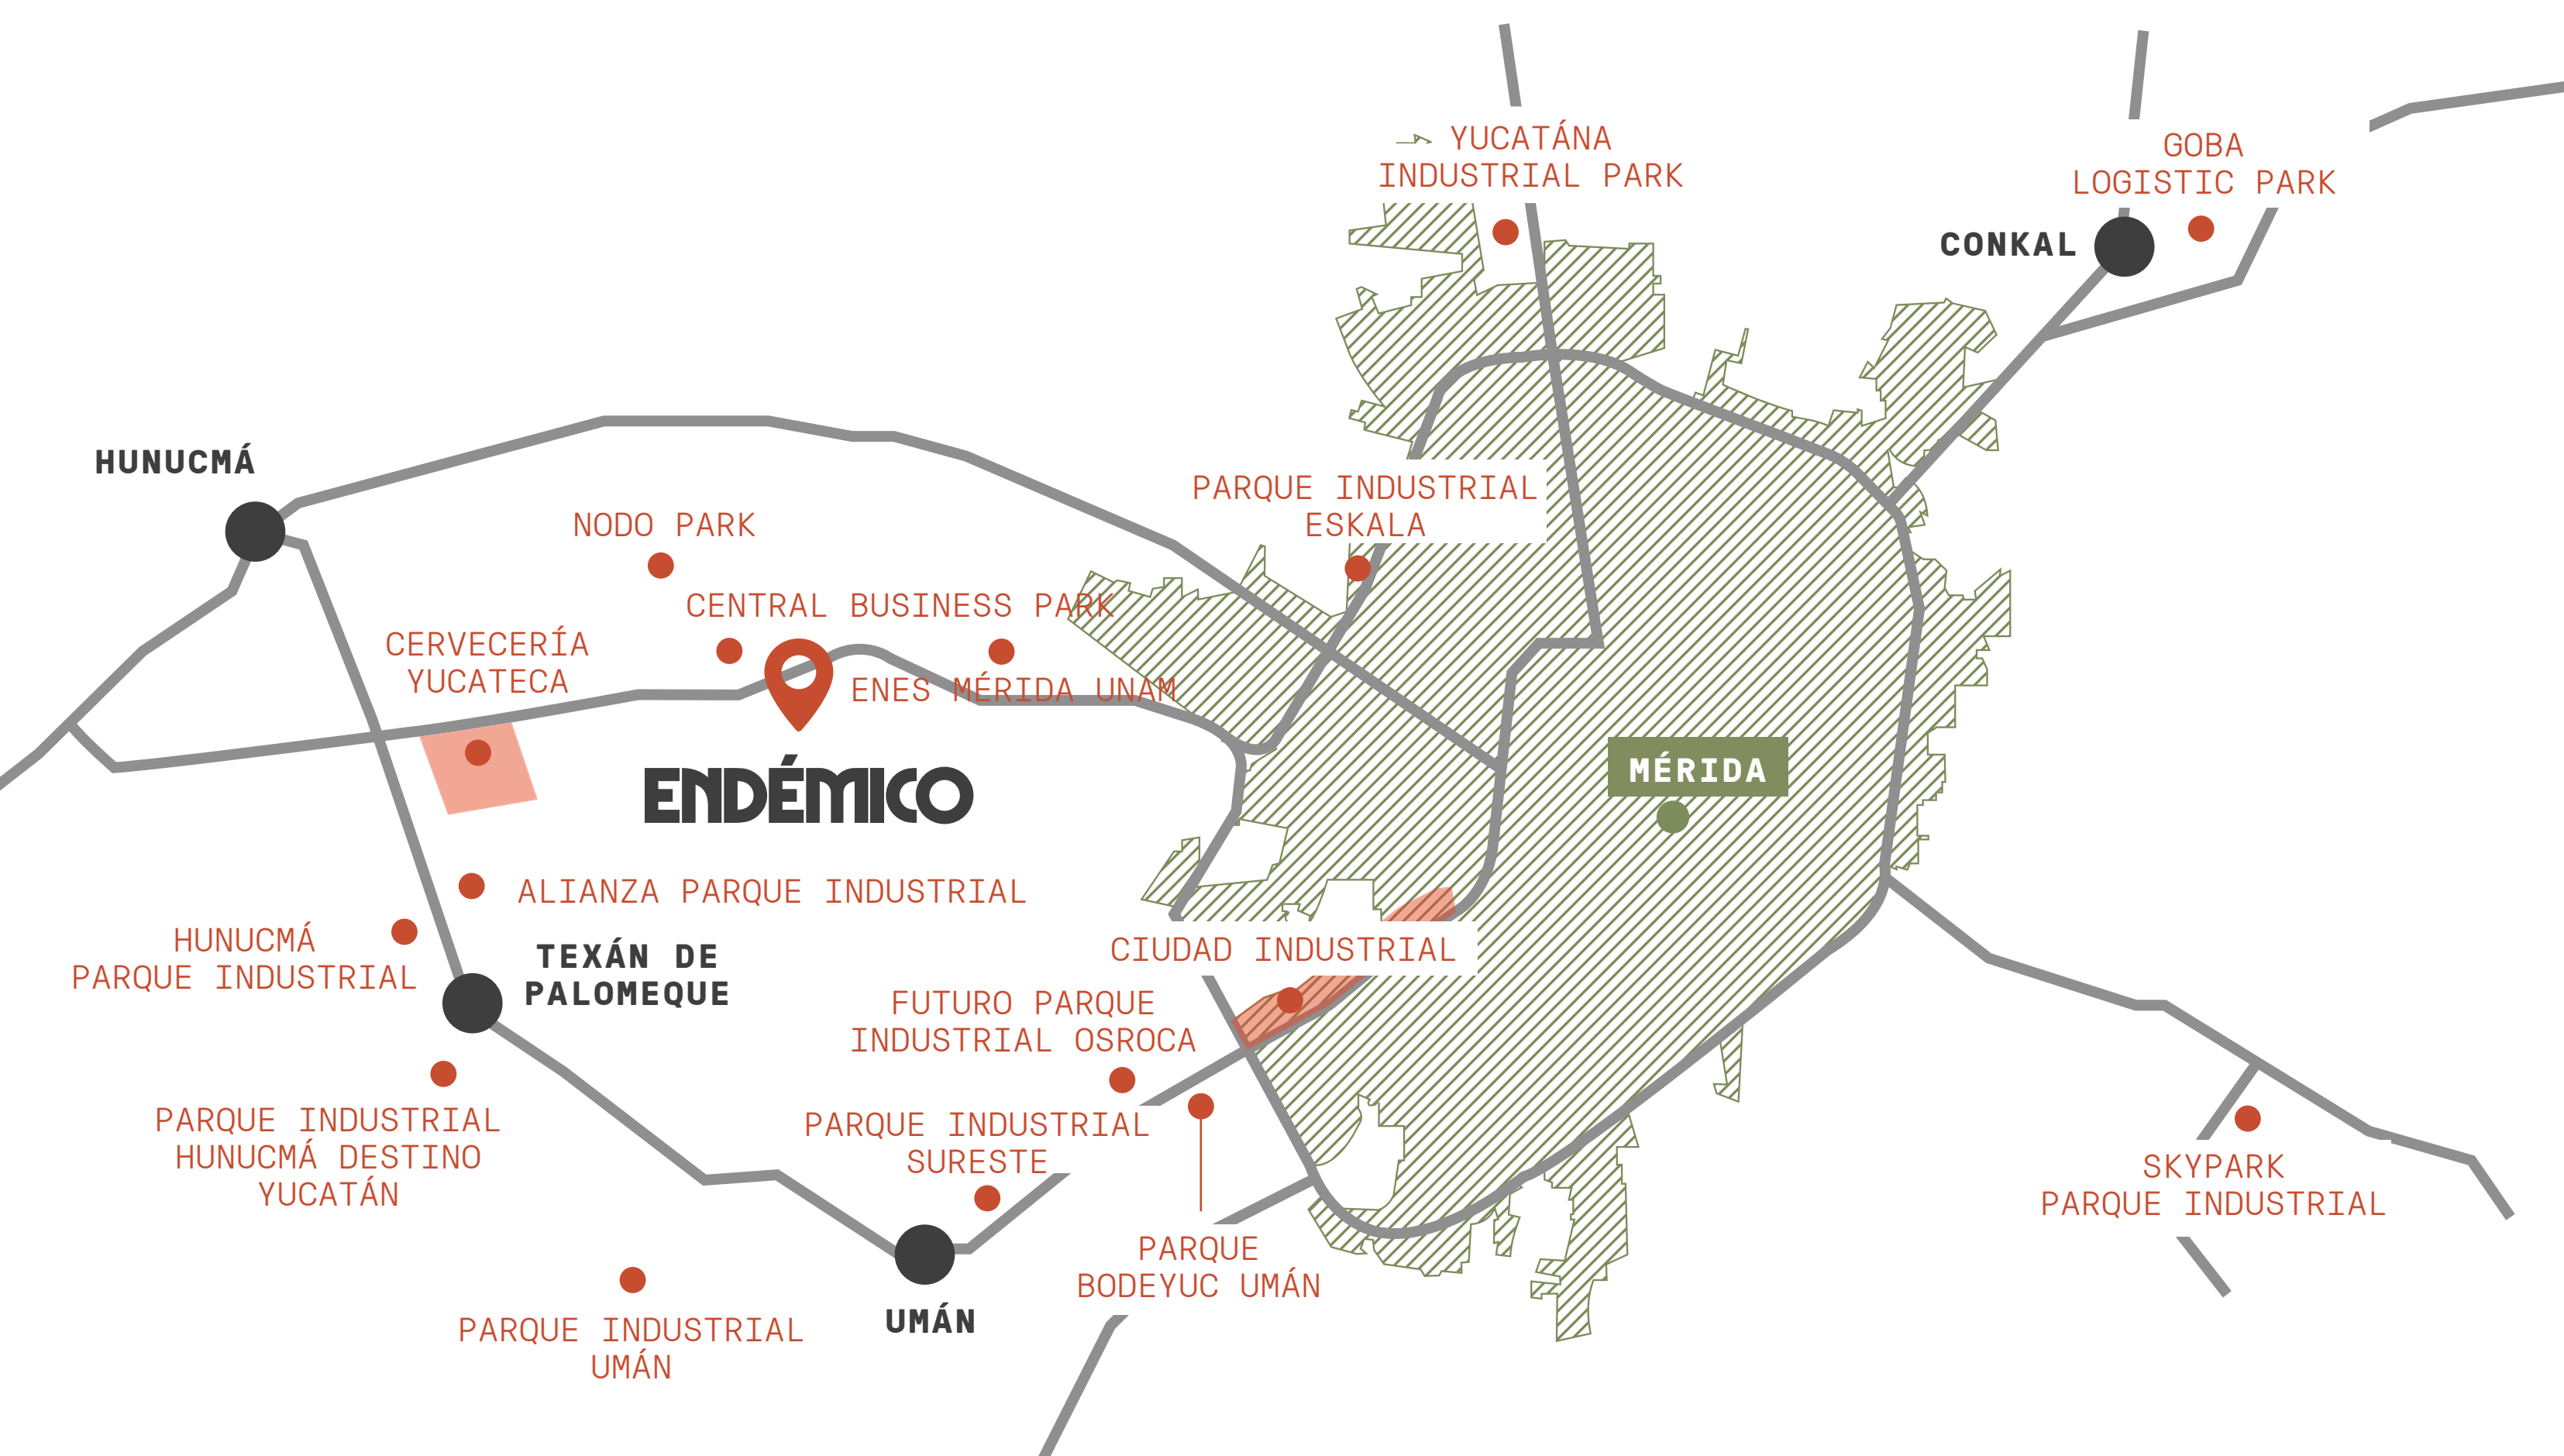 YUCATÁNA
INDUSTRIAL PARK
GOBA
LOGISTIC PARK
CONKAL
HUNUCMÁ
PARQUE INDUSTRIAL
ESKALA
NODO PARK
CENTRAL BUSINESS PARK
CERVECERÍA
YUCATECA
ENES MÉRIDA UNAM
ENDÉMICO
MÉRIDA
ALIANZA PARQUE INDUSTRIAL
HUNUCMÁ
PARQUE INDUSTRIAL
TEXÁN DE
PALOMEQUE
CIUDAD INDUSTRIAL
FUTURO PARQUE
INDUSTRIAL OSROCA
PARQUE INDUSTRIAL
HUNUCMÁ DESTINO
YUCATÁN
PARQUE INDUSTRIAL
SURESTE
SKYPARK
PARQUE INDUSTRIAL
PARQUE
BODEYUC UMÁN
UMÁN
PARQUE INDUSTRIAL
UMÁN